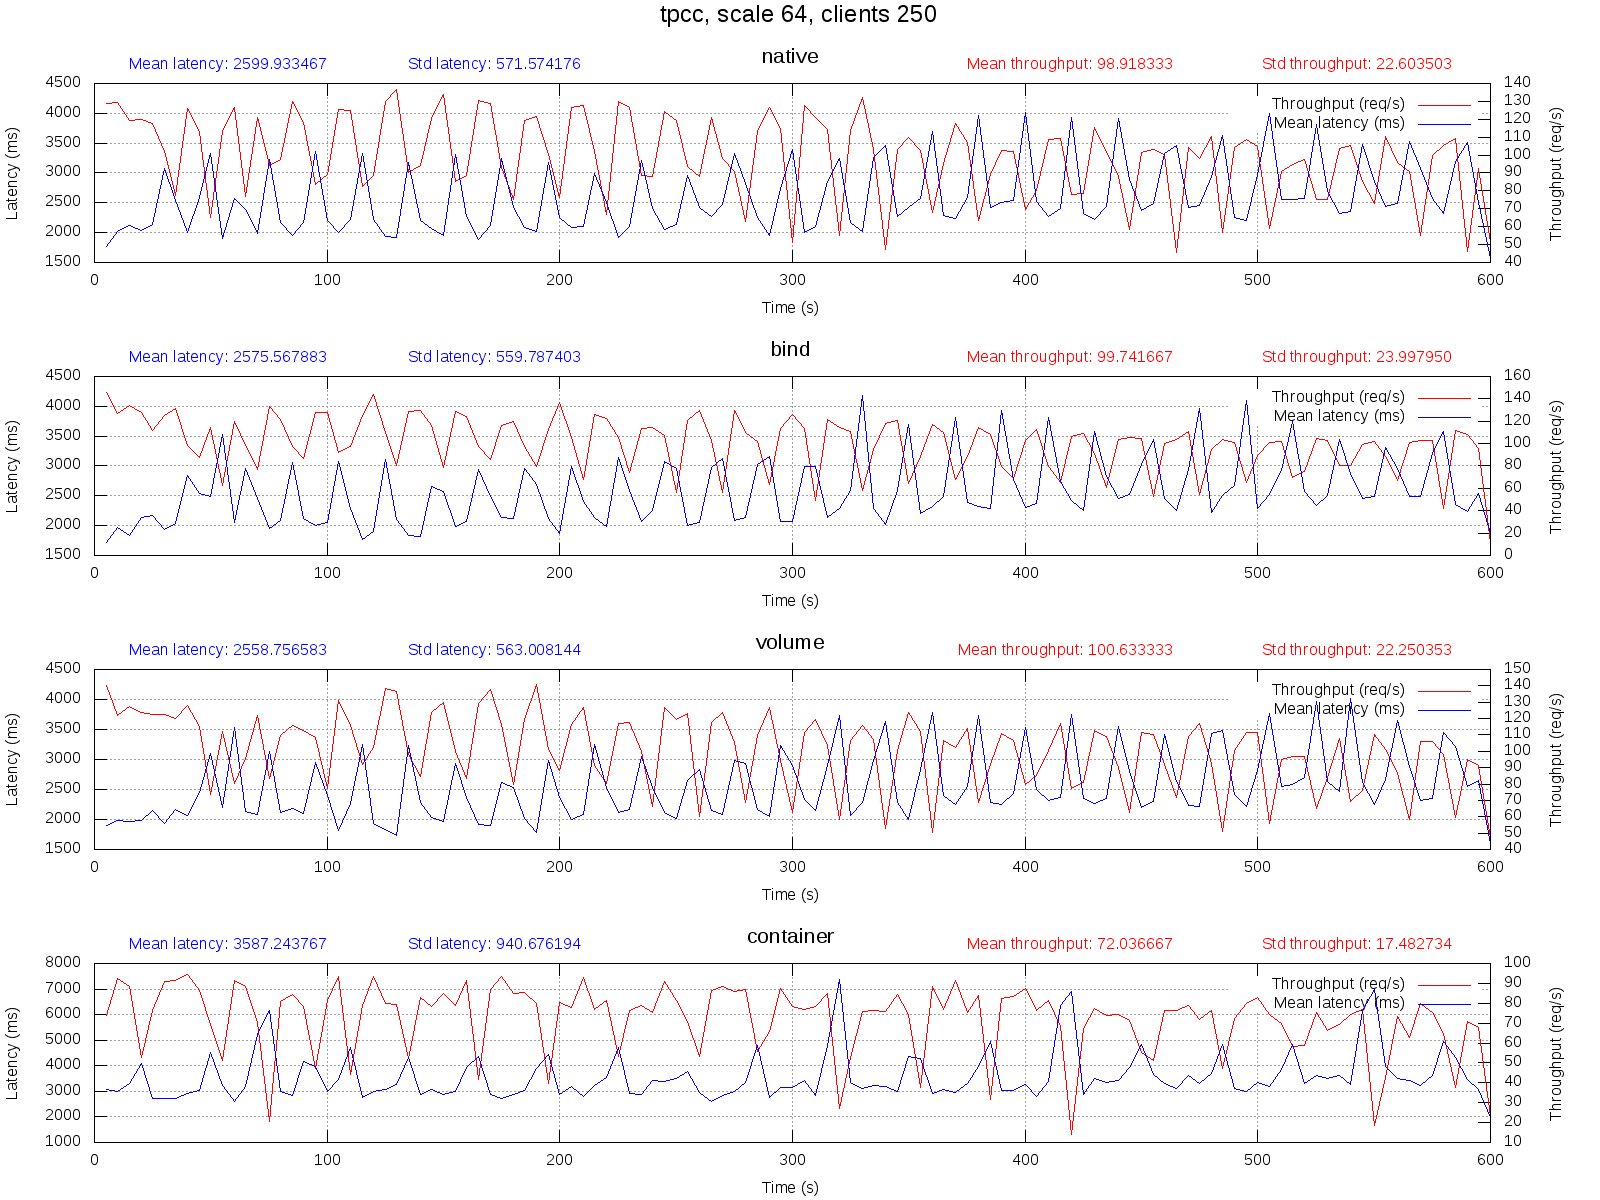 tpcc, scale 64, clients 250
native
Mean latency: 2599.933467 Std latency: 571.574176 Mean throughput: 98.918333 Std throughput: 22.603503
Throughput (req/s)
Mean latency (ms)
Latency (ms)
4500
4000
3500
3000
2500
2000
1500
140
130
120
110
100
90
80
70
60
50
40
Throughput (req/s)
0 100 200 300 400 500 600
Time (s)
bind
Mean latency: 2575.567883 Std latency: 559.787403 Mean throughput: 99.741667 Std throughput: 23.997950
Throughput (req/s)
Mean latency (ms)
Latency (ms)
4500
4000
3500
3000
2500
2000
1500
160
140
120
100
80
60
40
20
0
Throughput (req/s)
0 100 200 300 400 500 600
Time (s)
volume
Mean latency: 2558.756583 Std latency: 563.008144 Mean throughput: 100.633333 Std throughput: 22.250353
Throughput (req/s)
Mean latency (ms)
Latency (ms)
4500
4000
3500
3000
2500
2000
1500
150
140
130
120
110
100
90
80
70
60
50
40
Throughput (req/s)
0 100 200 300 400 500 600
Time (s)
container
Mean latency: 3587.243767 Std latency: 940.676194 Mean throughput: 72.036667 Std throughput: 17.482734
Throughput (req/s)
Mean latency (ms)
Latency (ms)
8000
7000
6000
5000
4000
3000
2000
1000
100
90
80
70
60
50
40
30
20
10
Throughput (req/s)
0 100 200 300 400 500 600
Time (s)